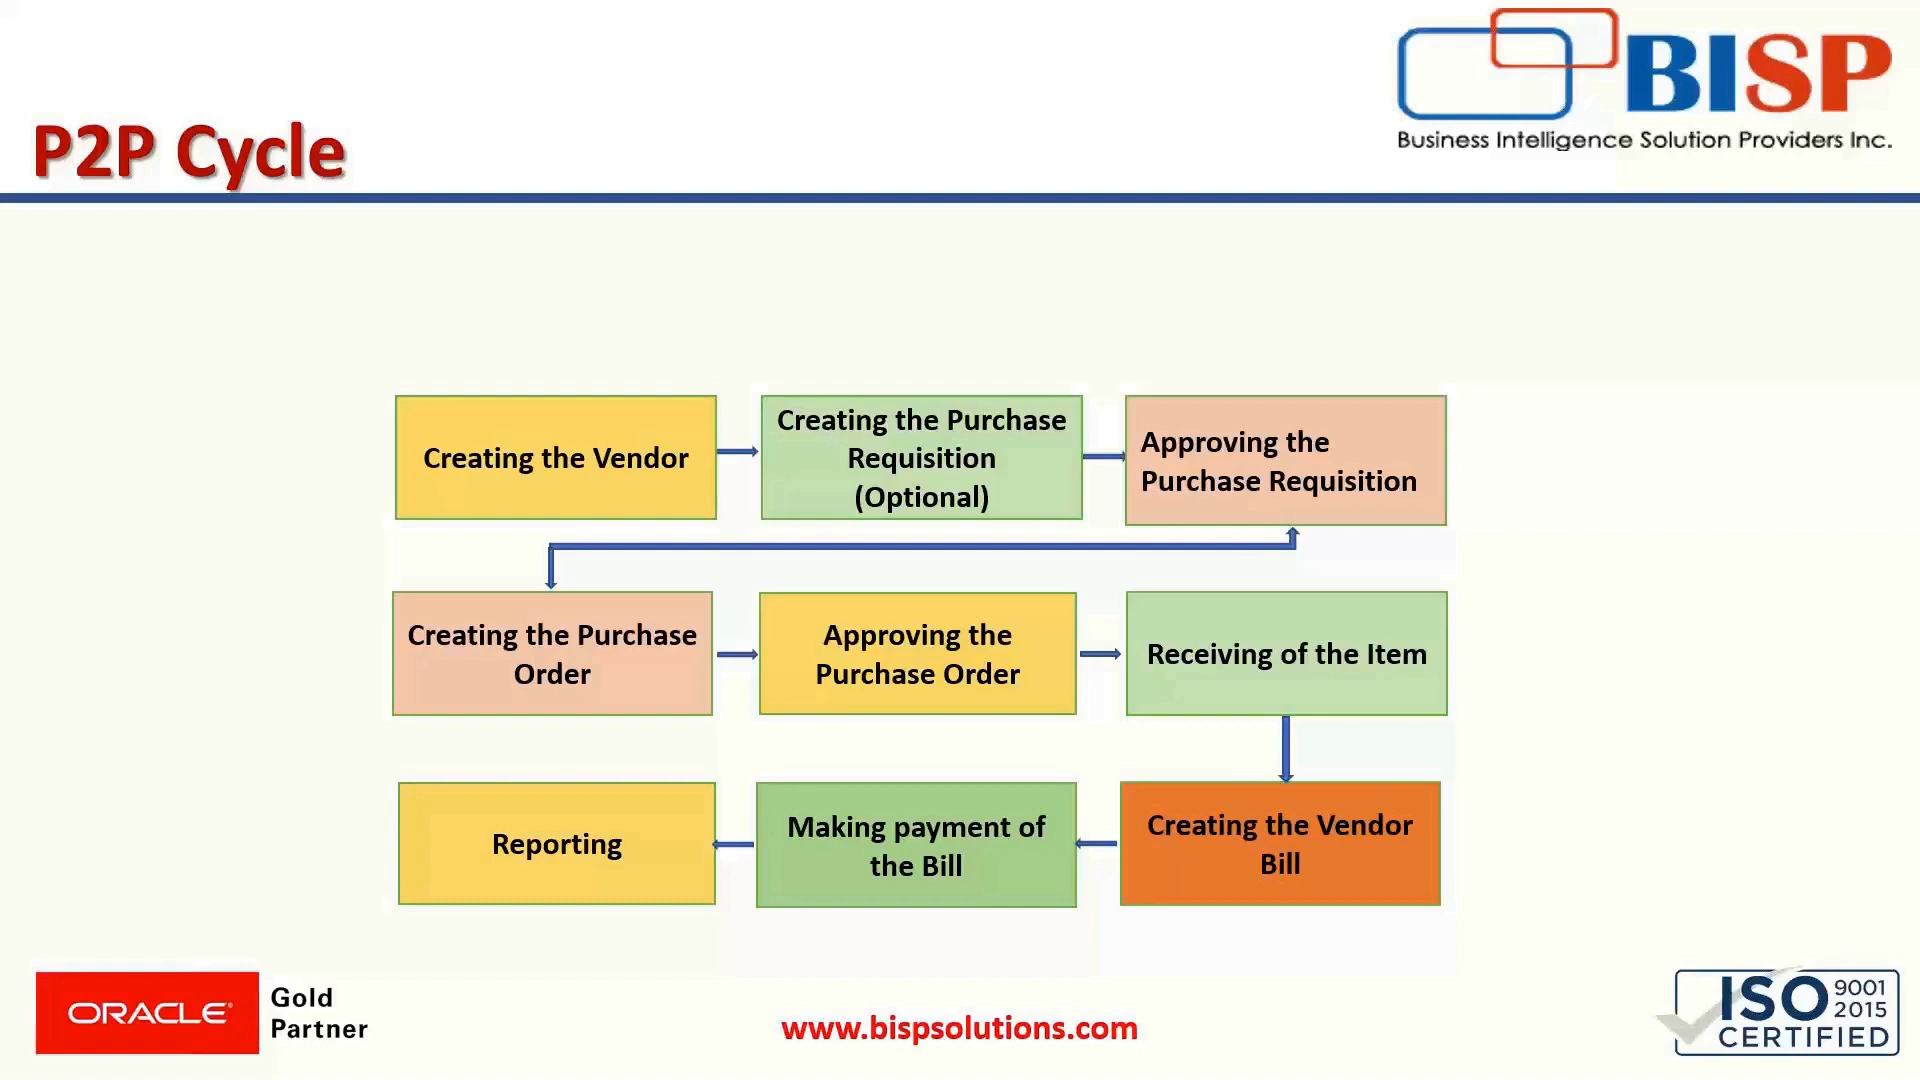 BISP
Business Intelligence Solution Providers Inc.
P2P Cycle
Creating the Vendor
Creating the Purchase
Requisition
(Optional)
Approving the
Purchase Requisition
Creating the Purchase
Order
Approving the
Purchase Order
Receiving of the Item
Reporting
Making payment of
the Bill
Creating the Vendor
Bill
ORACLE®
Gold
Partner
www.bispsolutions.com
ISO 9001
2015
CERTIFIED